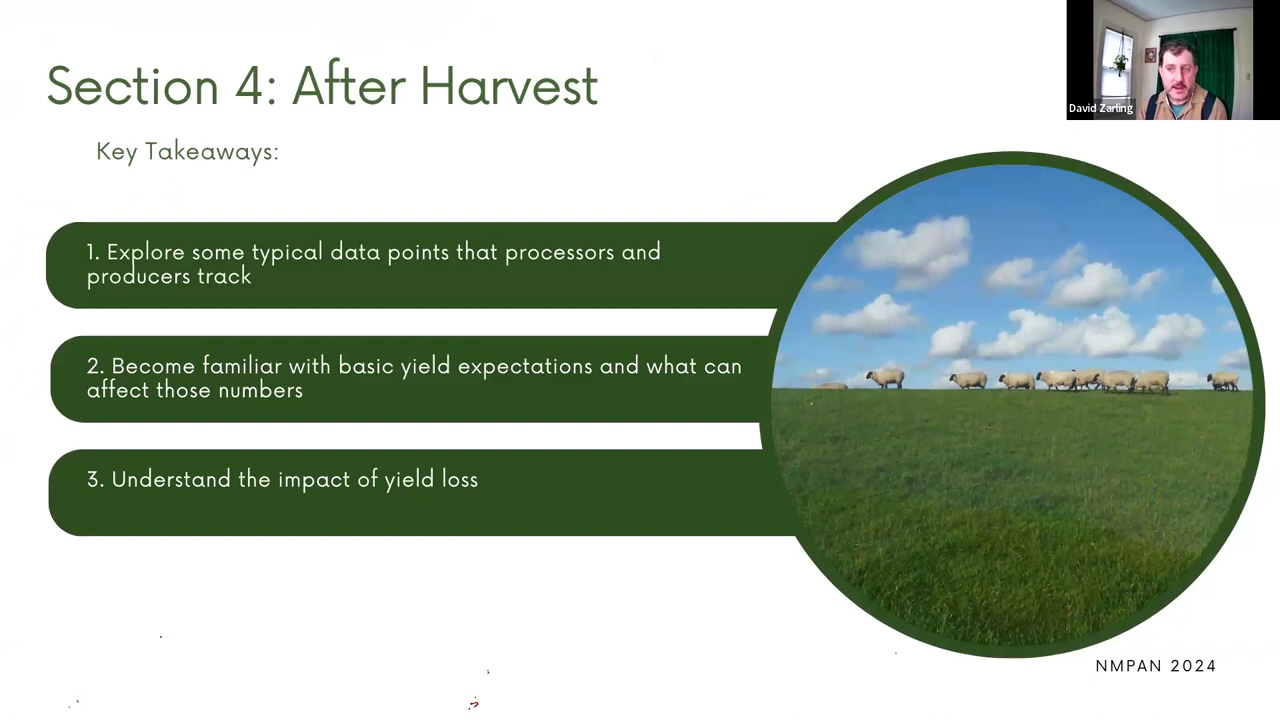 Section 4: After Harvest
David Zarling
Key Takeaways:
1. Explore some typical data points that processors and
producers track
2. Become familiar with basic yield expectations and what can
affect those numbers
3. Understand the impact of yield loss
NMPAN 2024